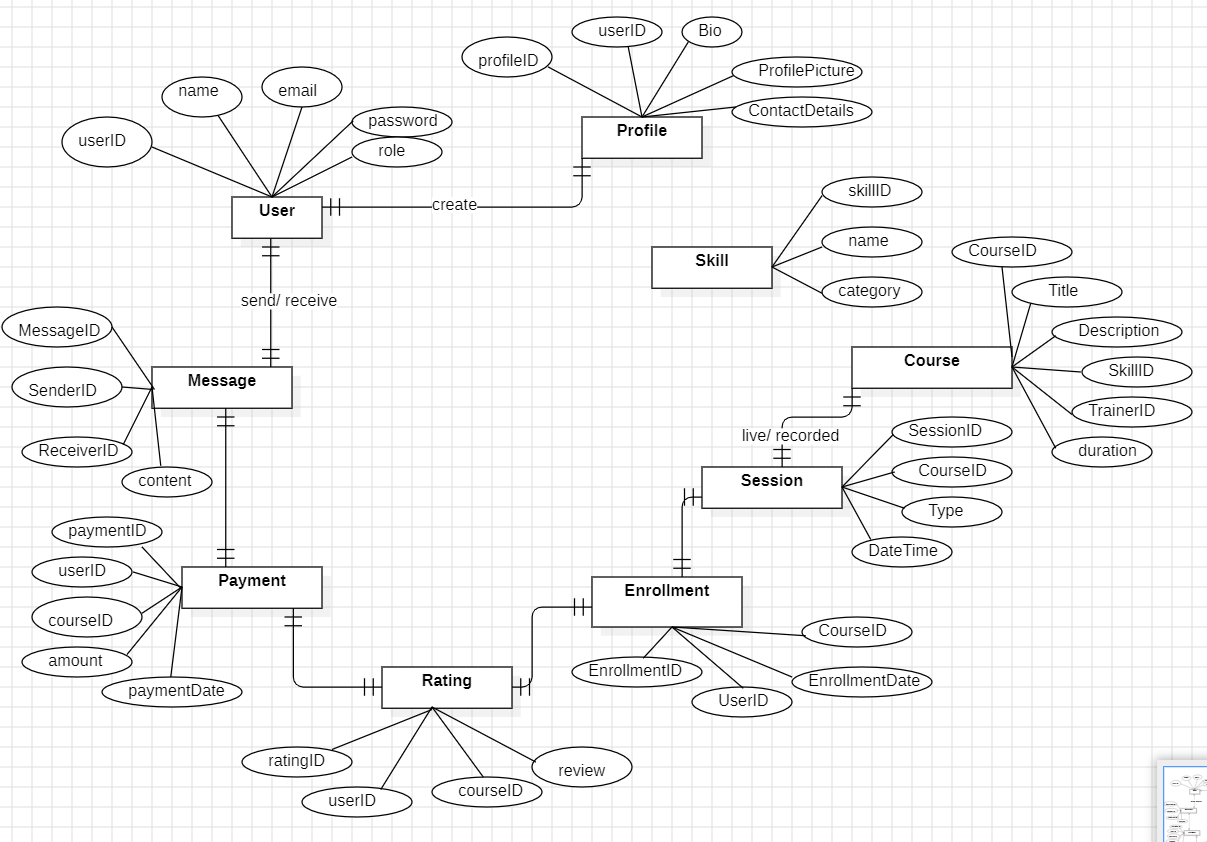 profileID
userID
Bio
ProfilePicture
ContactDetails
Profile
userID
name
email
password
role
User
create
send/ receive
Skill
skillID
name
category
CourseID
Title
Description
SkillID
TrainerID
duration
Course
live/ recorded
MessageID
SenderID
ReceiverID
content
Message
Session
SessionID
CourseID
Type
DateTime
paymentID
userID
courseID
amount
paymentDate
Payment
Enrollment
CourseID
EnrollmentID
EnrollmentDate
UserID
Rating
ratingID
userID
courseID
review